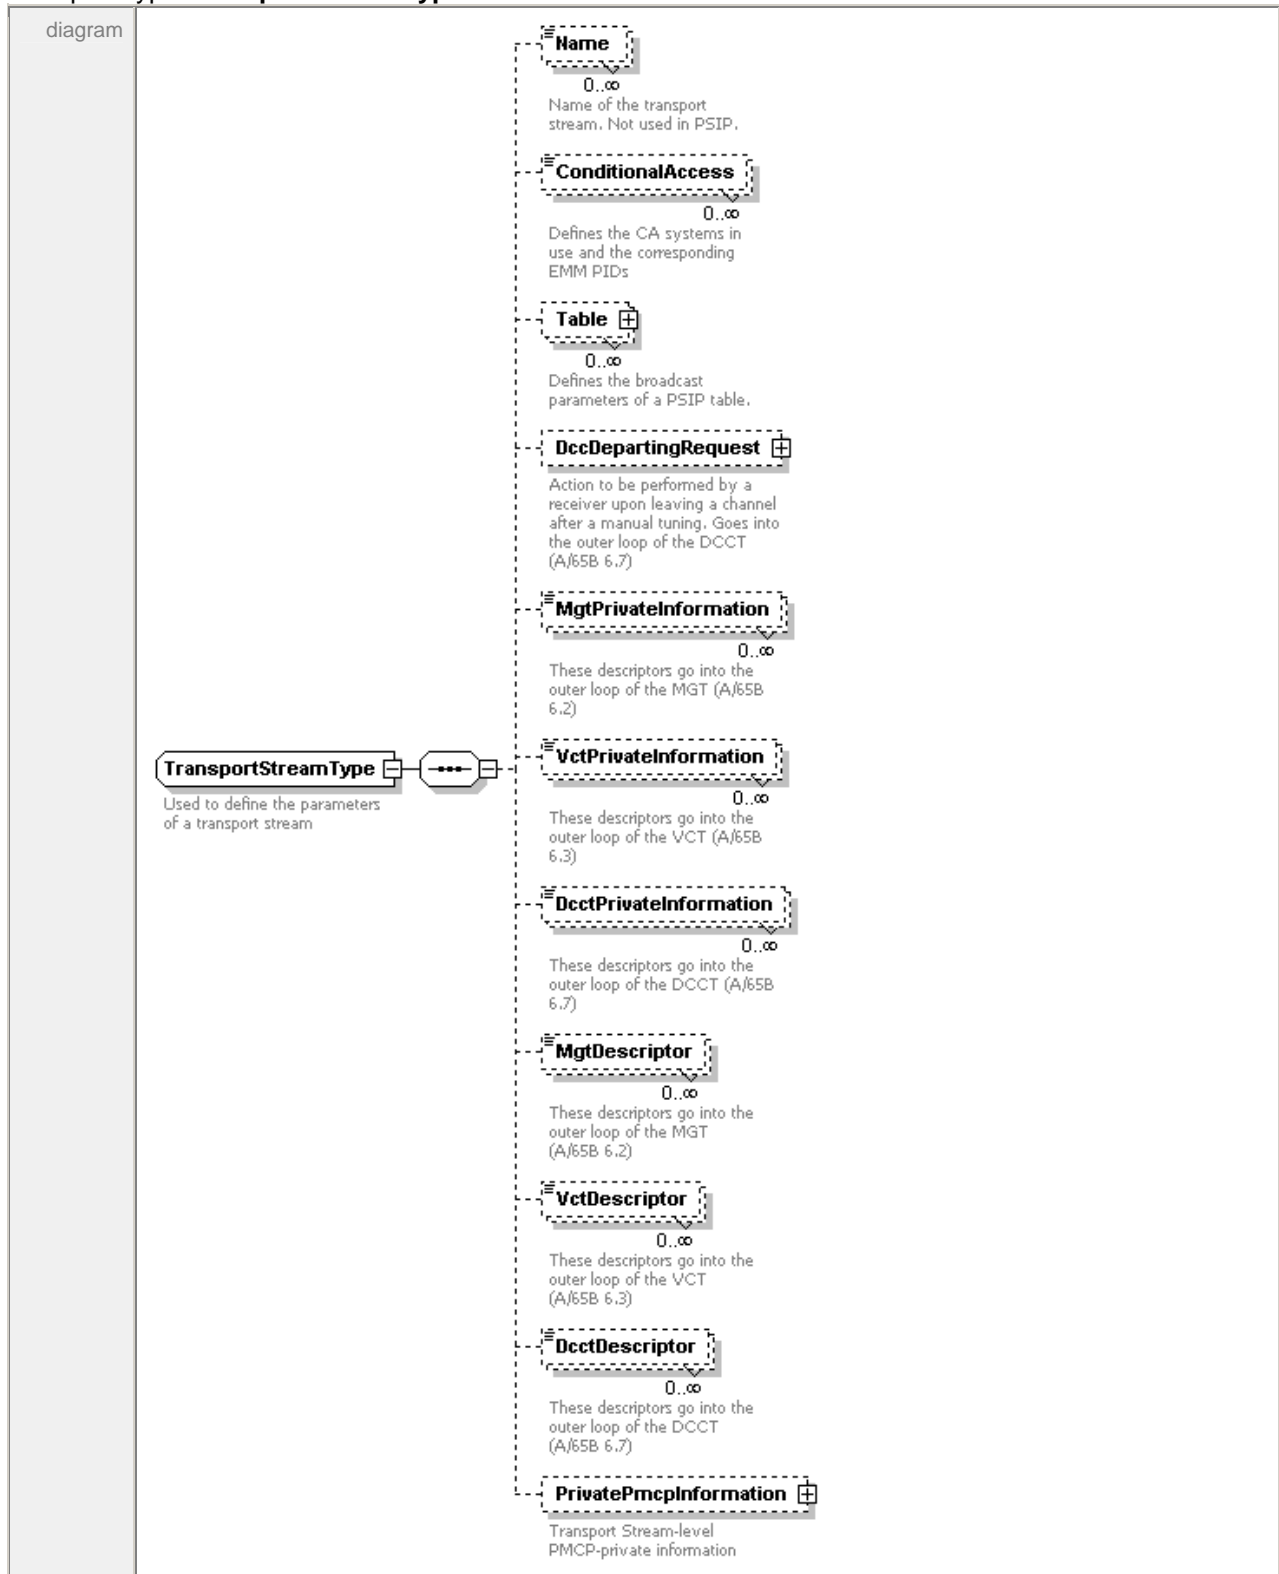 diagram
Name
0..∞
Name of the transport
stream. Not used in PSIP.
ConditionalAccess
0..∞
Defines the CA systems in
use and the corresponding
EMM PIDs
Table
0..∞
Defines the broadcast
parameters of a PSIP table.
DccDepartingRequest
Action to be performed by a
receiver upon leaving a channel
after a manual tuning. Goes into
the outer loop of the DCCT
(A/65B 6.7)
MgtPrivateInformation
0..∞
These descriptors go into the
outer loop of the MGT (A/65B
6.2)
TransportStreamType
Used to define the parameters
of a transport stream
VctPrivateInformation
0..∞
These descriptors go into the
outer loop of the VCT (A/65B
6.3)
DcctPrivateInformation
0..∞
These descriptors go into the
outer loop of the DCCT (A/65B
6.7)
MgtDescriptor
0..∞
These descriptors go into the
outer loop of the MGT
(A/65B 6.2)
VctDescriptor
0..∞
These descriptors go into the
outer loop of the VCT
(A/65B 6.3)
DcctDescriptor
0..∞
These descriptors go into the
outer loop of the DCCT
(A/65B 6.7)
PrivatePmcpInformation
Transport Stream-level
PMCP-private information